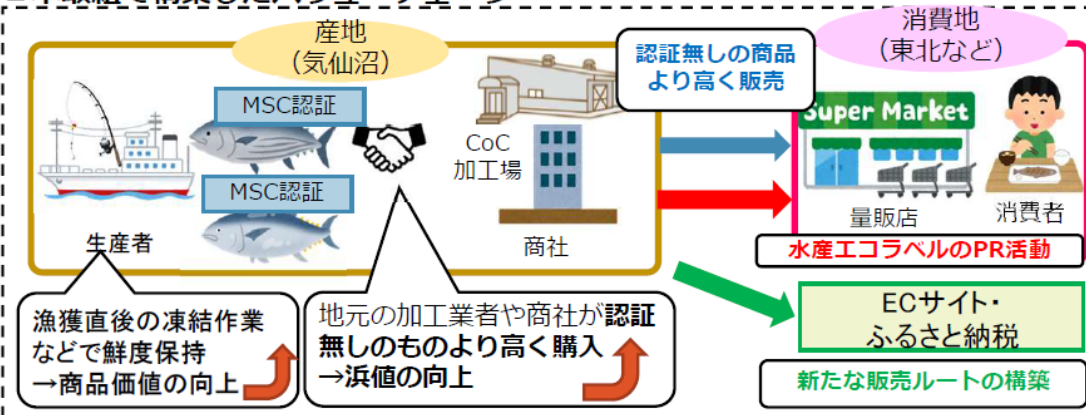 産地
（気仙沼）
消費地
（東北など）
認証無しの商品
より高く販売
MSC認証
MSC認証
CoC
加工場
商社
生産者
Super Market
量販店
消費者
水産エコラベルのPR活動
漁獲直後の凍結作業
などで鮮度保持
→商品価値の向上
地元の加工業者や商社が認証
無しのものより高く購入
→浜値の向上
ECサイト・
ふるさと納税
新たな販売ルートの構築